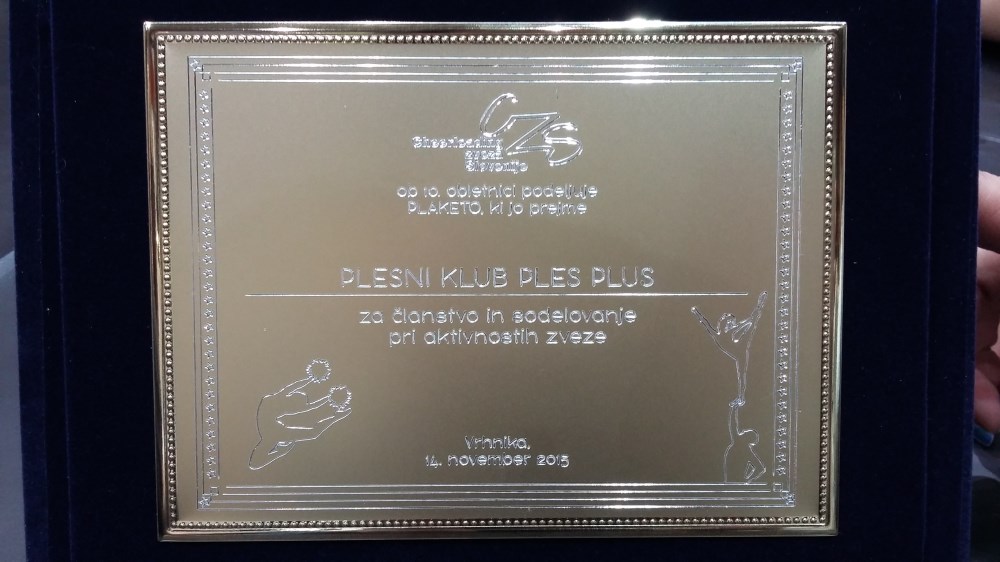 CZS
Cheerleading
zveza
Slovenije
ob 10. obletnici podeljuje
PLAKETO, ki jo prejme
PLESNI KLUB PLES PLUS
za članstvo in sodelovanje
pri aktivnostih zveze
Vrhnika,
14. november 2015